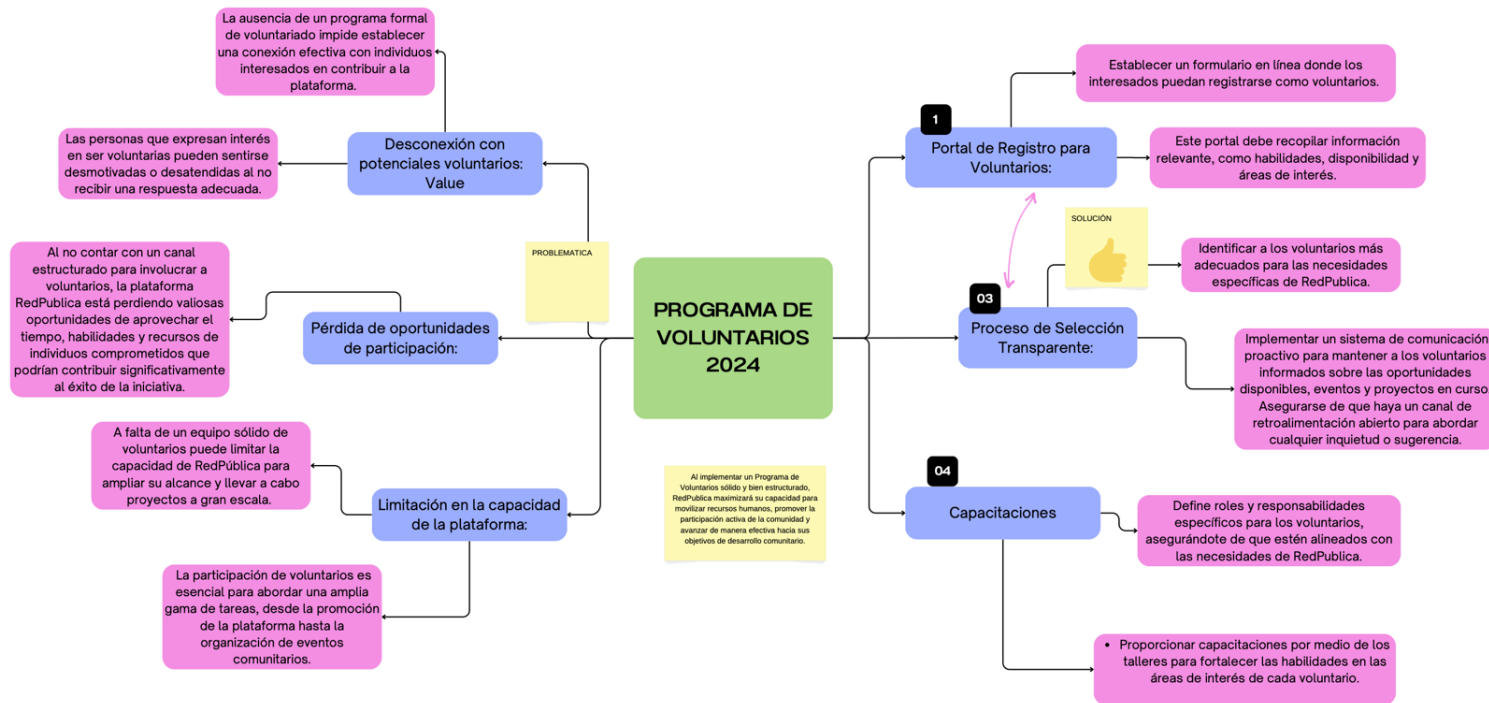 La ausencia de un programa formal de
voluntariado impide establecer
una conexión efectiva con individuos
interesados en contribuir a la
plataforma.
Las personas que expresan interés
en ser voluntarias pueden sentirse
desmotivadas o desatendidas al no
recibir una respuesta adecuada.
Desconexión con
potenciales voluntarios:
Value
PROBLEMATICA
Al no contar con un canal
estructurado para involucrar a
voluntarios, la plataforma
RedPublica está perdiendo valiosas
oportunidades de aprovechar el
tiempo, habilidades y recursos de
individuos comprometidos que
podrían contribuir significativamente
al éxito de la iniciativa.
Pérdida de oportunidades
de participación:
A falta de un equipo sólido de
voluntarios puede limitar la
capacidad de RedPública para
ampliar su alcance y llevar a cabo
proyectos a gran escala.
Limitación en la capacidad
de la plataforma:
La participación de voluntarios es
esencial para abordar una amplia
gama de tareas, desde la promoción
de la plataforma hasta la
organización de eventos
comunitarios.
PROGRAMA DE
VOLUNTARIOS
2024
Al implementar un Programa de
Voluntarios sólido y bien estructurado,
RedPublica maximizará su capacidad para
movilizar recursos humanos, promover la
participación activa de la comunidad y
avanzar de manera efectiva hacia sus
objetivos de desarrollo comunitario.
Establecer un formulario en línea donde los
interesados puedan registrarse como voluntarios.
1
Portal de Registro para
Voluntarios:
Este portal debe recopilar información
relevante, como habilidades, disponibilidad y
áreas de interés.
SOLUCIÓN
Identificar a los voluntarios más
adecuados para las necesidades
específicas de RedPublica.
03
Proceso de Selección
Transparente:
Implementar un sistema de comunicación
proactivo para mantener a los voluntarios
informados sobre las oportunidades
disponibles, eventos y proyectos en curso.
Asegurarse de que haya un canal de
retroalimentación abierto para abordar
cualquier inquietud o sugerencia.
04
Capacitaciones
Define roles y responsabilidades
específicos para los voluntarios,
asegurándote de que estén alineados con
las necesidades de RedPublica.
• Proporcionar capacitaciones por medio de los
talleres para fortalecer las habilidades en las
áreas de interés de cada voluntario.